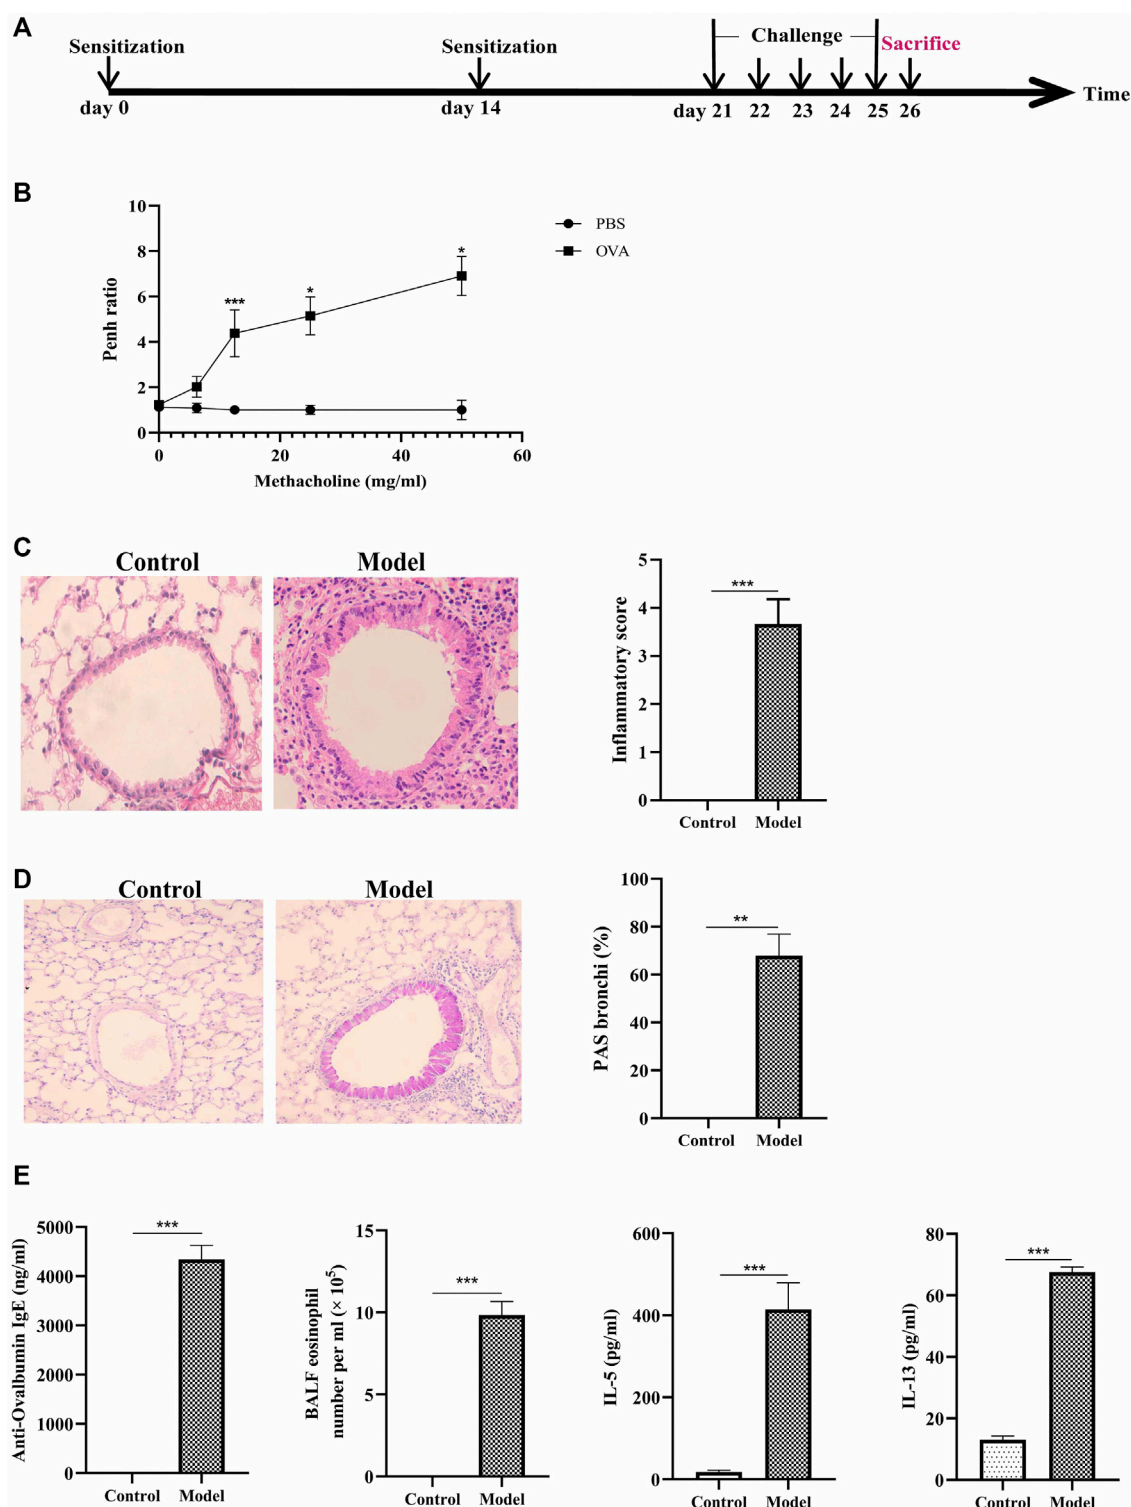 A
Sensitization
Sensitization
Challenge
Sacrifice
Time
day 0
day 14
day 21
22
23
24
25
26
B
10
8
6
4
2
0
Penh ratio
***
*
*
PBS
OVA
0
20
40
60
Methacholine (mg/ml)
C
Control
Model
5
4
3
2
1
0
Inflammatory score
***
Control
Model
D
Control
Model
100
80
60
40
20
0
PAS bronchi (%)
**
Control
Model
E
5000
4000
3000
2000
1000
0
Anti-Ovalbumin IgE (ng/ml)
***
Control
Model
15
10
5
0
BALF eosinophil
number per ml (× 10⁵)
***
Control
Model
600
400
200
0
IL-5 (pg/ml)
***
Control
Model
80
60
40
20
0
IL-13 (pg/ml)
***
Control
Model